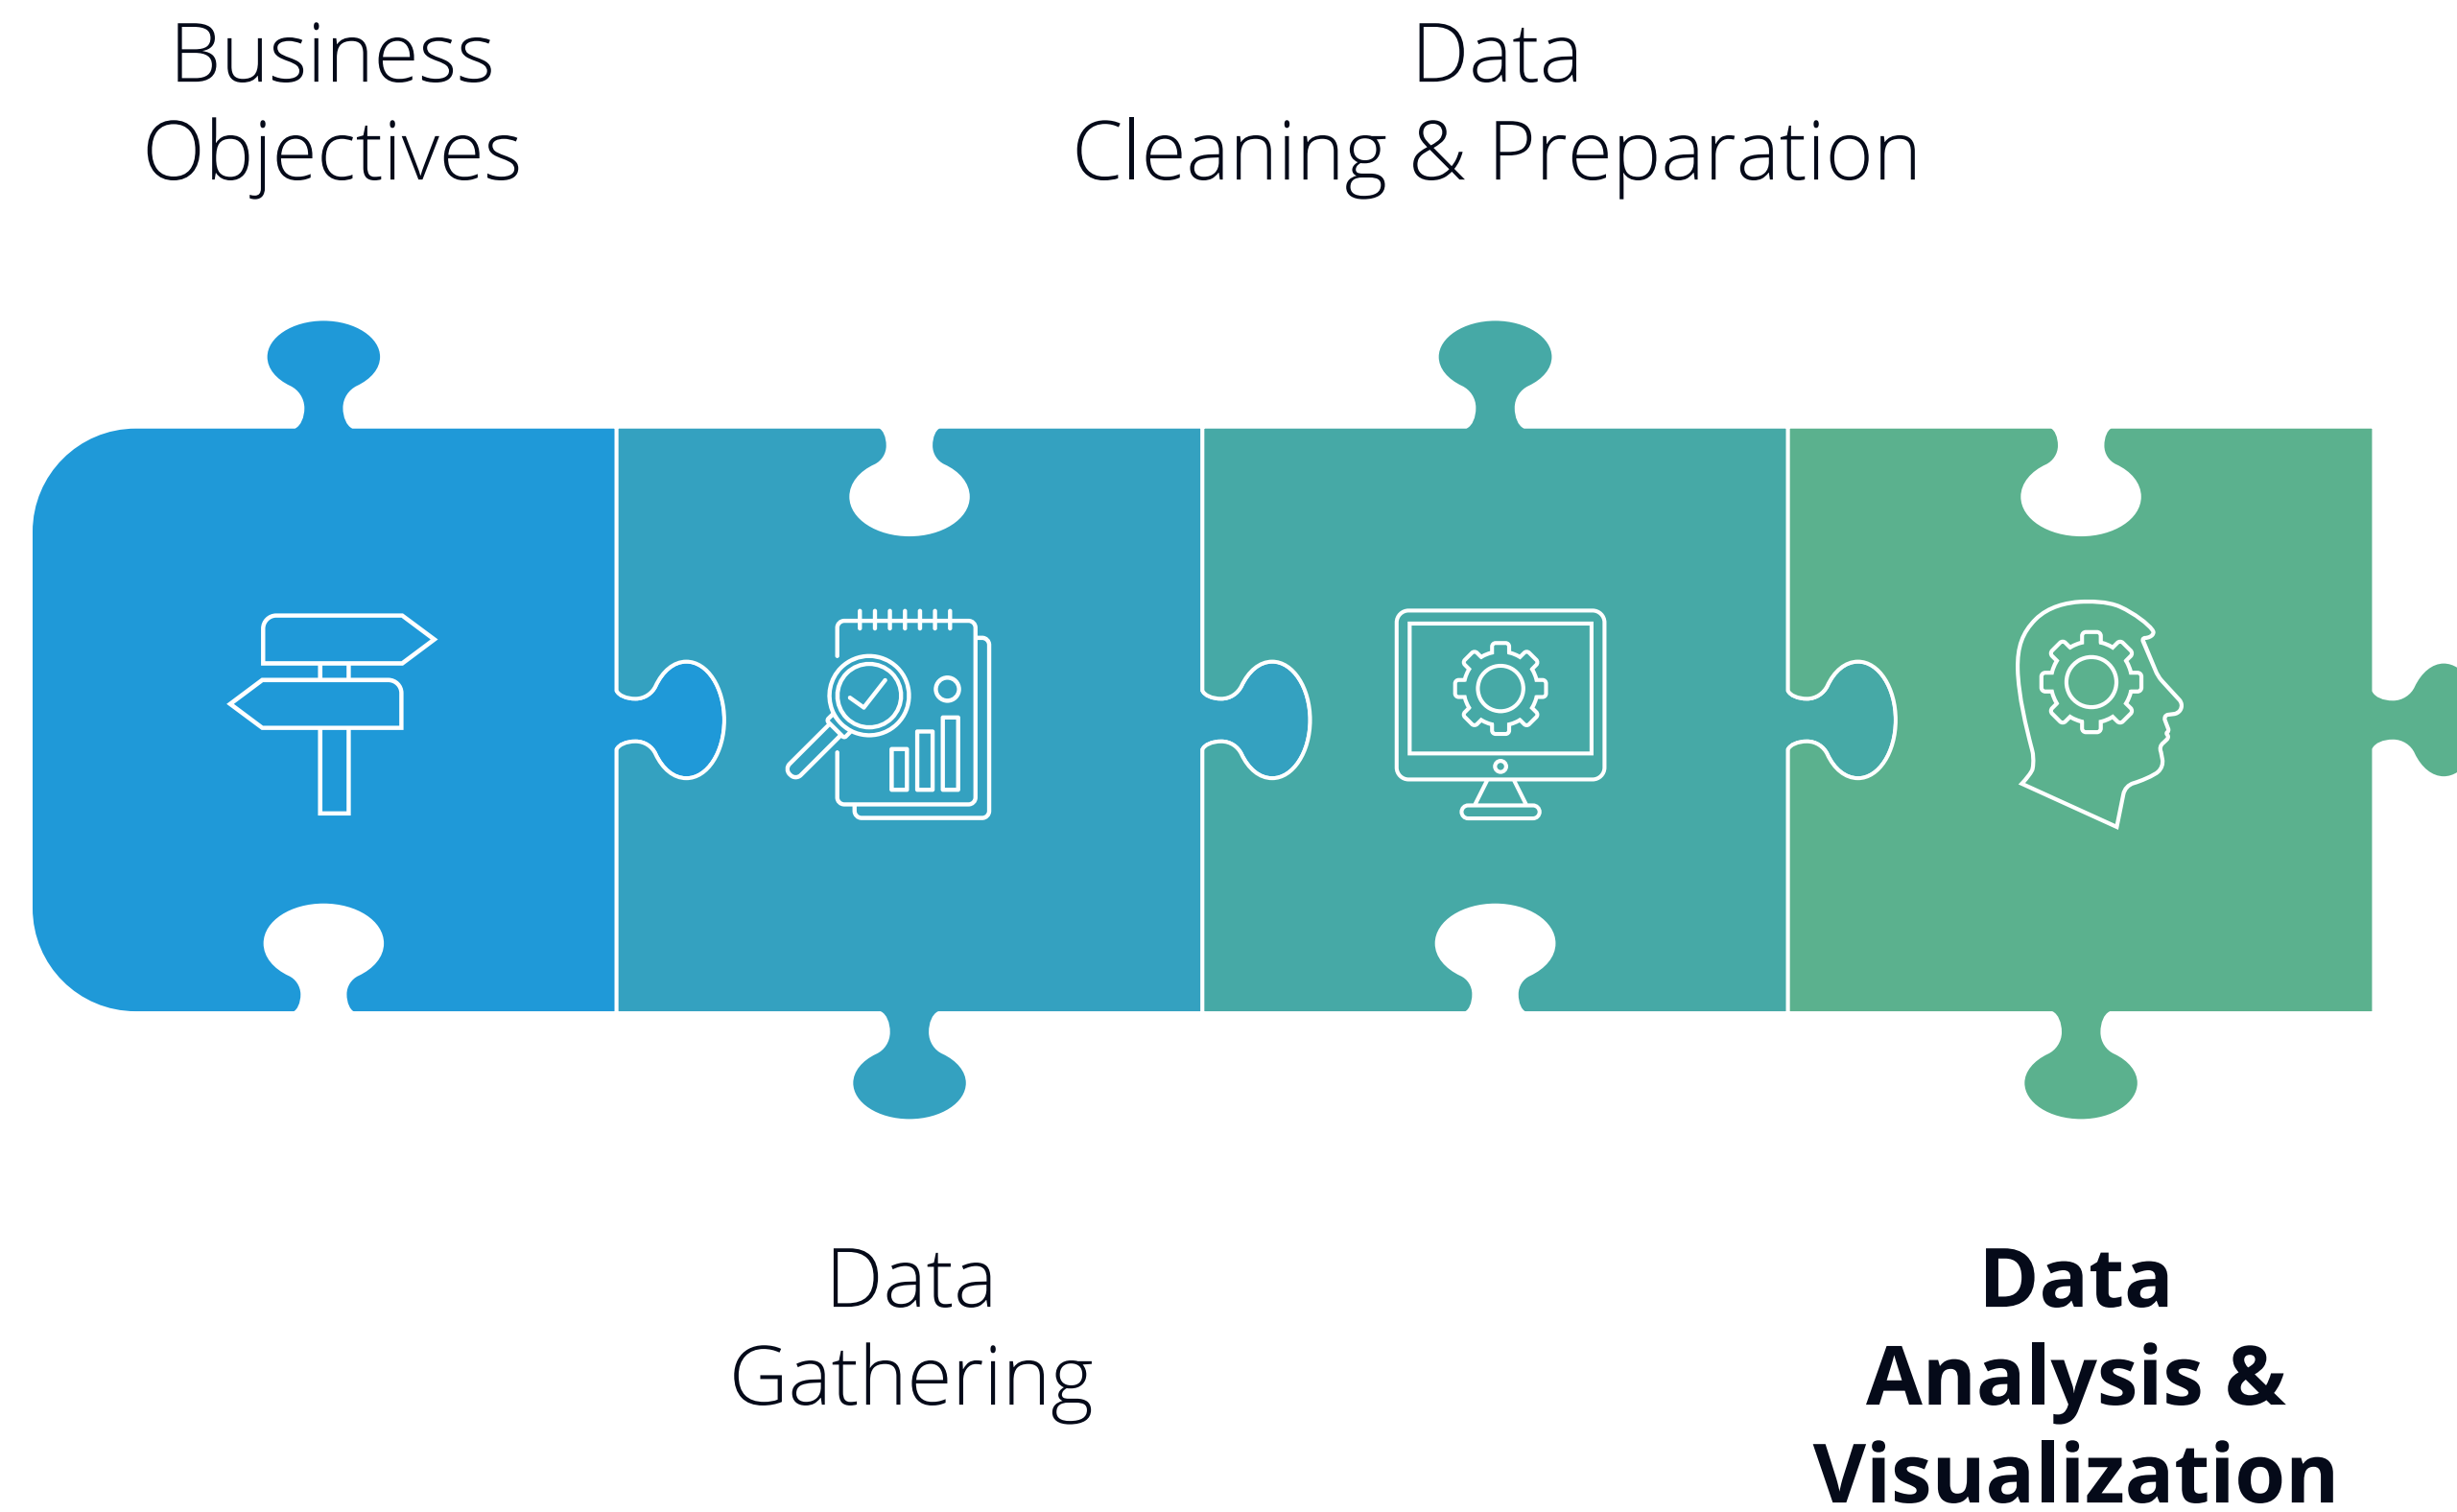 Business
Objectives
Data
Cleaning & Preparation
Data
Gathering
Data
Analysis &
Visualization